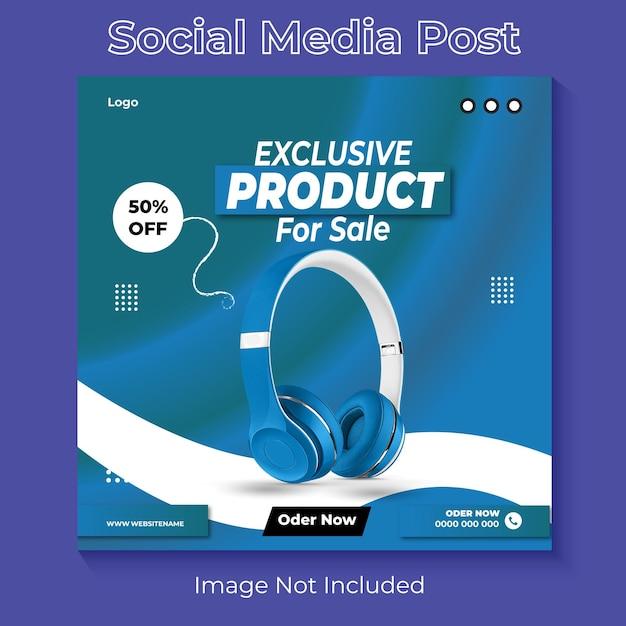 Social Media Post
Logo
EXCLUSIVE
PRODUCT
For Sale
50%
OFF
WWW.WEBSITENAME
Oder Now
ODER NOW
0000 000 000
Image Not Included